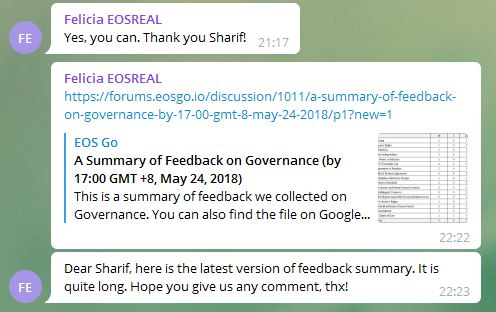 Felicia EOSREAL
FE
Yes, you can. Thank you Sharif!
21:17
Felicia EOSREAL
https://forums.eosgo.io/discussion/1011/a-summary-of-feedback-
on-governance-by-17-00-gmt-8-may-24-2018/p1?new=1
EOS Go
A Summary of Feedback on Governance (by
17:00 GMT +8, May 24, 2018)
This is a summary of feedback we collected on
Governance. You can also find the file on Google...
22:22
FE
Dear Sharif, here is the latest version of feedback summary. It is
quite long. Hope you give us any comment, thx!
22:23